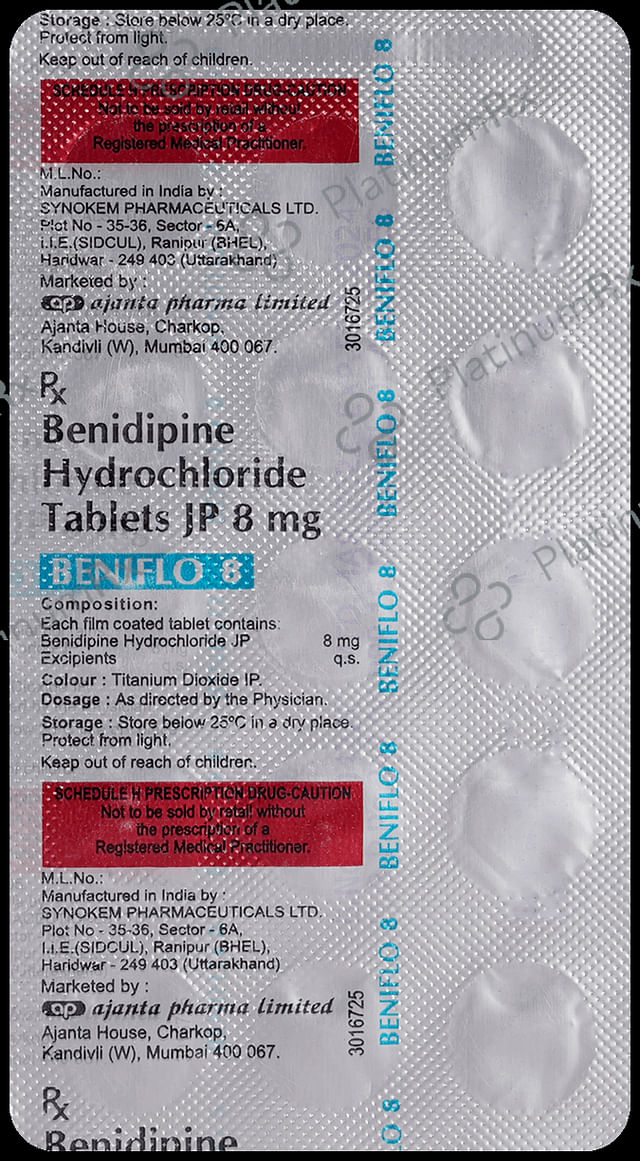 Storage : Store below 25°C in a dry place.
Protect from light.
Keep out of reach of children.
SCHEDULE H PRESCRIPTION DRUG-CAUTION
Not to be sold by retail without
the prescription of a
Registered Medical Practitioner.
M.L.No.:
Manufactured in India by :
SYNOKEM PHARMACEUTICALS LTD.
Plot No - 35-36, Sector - 6A,
I.I.E.(SIDCUL), Ranipur (BHEL),
Haridwar - 249 403 (Uttarakhand)
Marketed by :
ap ajanta pharma limited
Ajanta House, Charkop,
Kandivli (W), Mumbai 400 067.
3016725
Rx
Benidipine
Hydrochloride
Tablets JP 8 mg
BENIFLO 8
Composition:
Each film coated tablet contains:
Benidipine Hydrochloride JP 8 mg
Excipients q.s.
Colour : Titanium Dioxide IP.
Dosage : As directed by the Physician.
Storage : Store below 25°C in a dry place.
Protect from light.
Keep out of reach of children.
SCHEDULE H PRESCRIPTION DRUG-CAUTION
Not to be sold by retail without
the prescription of a
Registered Medical Practitioner.
M.L.No.:
Manufactured in India by :
SYNOKEM PHARMACEUTICALS LTD.
Plot No - 35-36, Sector - 6A,
I.I.E.(SIDCUL), Ranipur (BHEL),
Haridwar - 249 403 (Uttarakhand)
Marketed by :
ap ajanta pharma limited
Ajanta House, Charkop,
Kandivli (W), Mumbai 400 067.
3016725
Rx
Benidipine
BENIFLO 8
BENIFLO 8
BENIFLO 8
BENIFLO 8
BENIFLO 8
BENIFLO 8
LO 8
PlatinumRx
PlatinumRx
Platinum